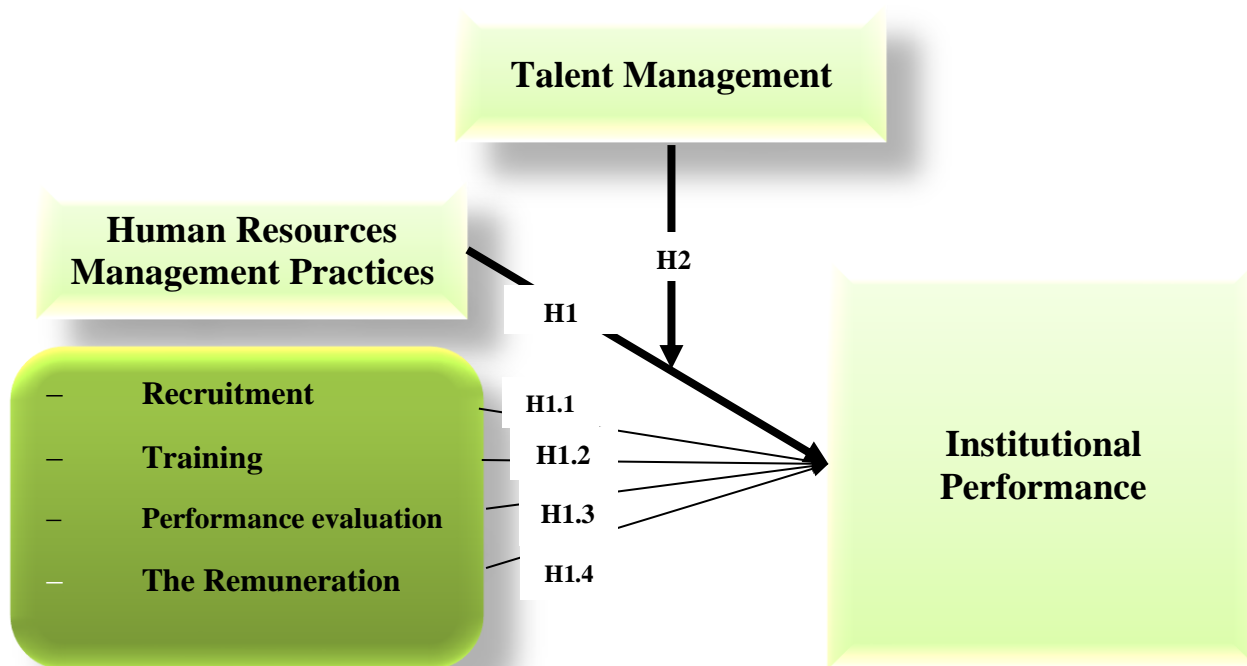 Talent Management
Human Resources
Management Practices
H2
H1
– Recruitment
H1.1
– Training
H1.2
– Performance evaluation
H1.3
– The Remuneration
H1.4
Institutional
Performance